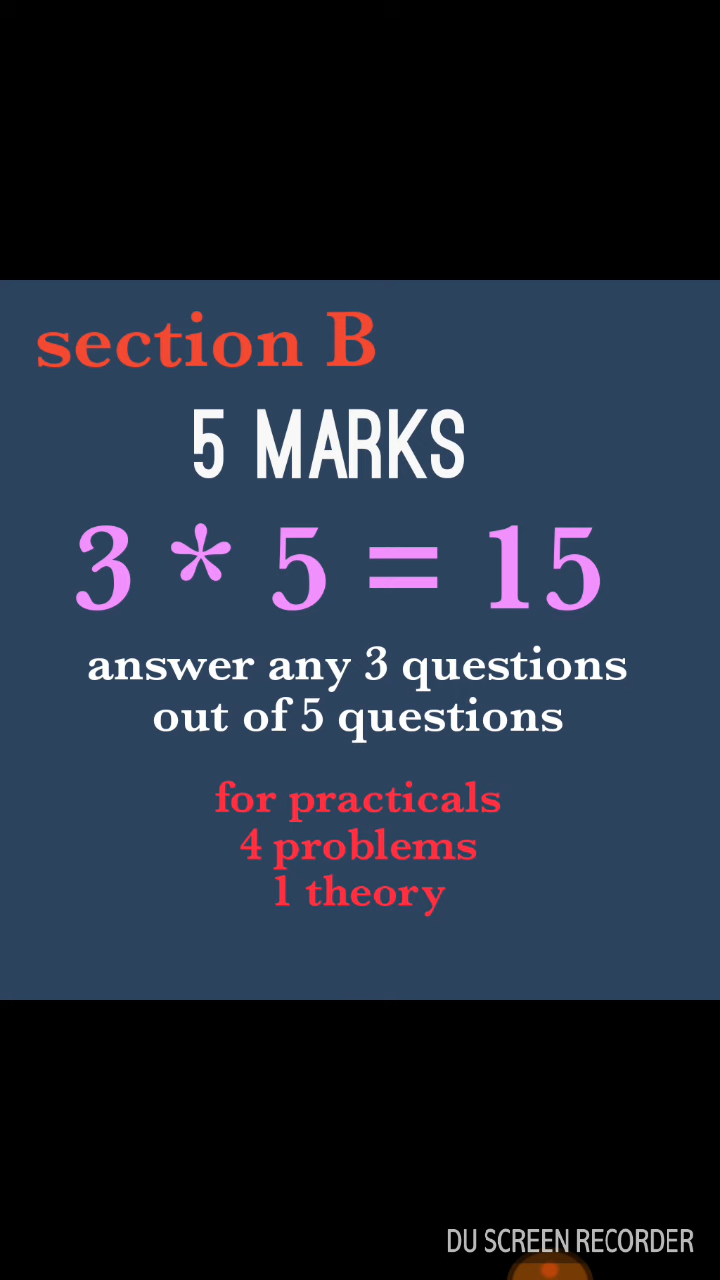 section B
5 MARKS
3 * 5 = 15
answer any 3 questions
out of 5 questions
for practicals
4 problems
1 theory
DU SCREEN RECORDER